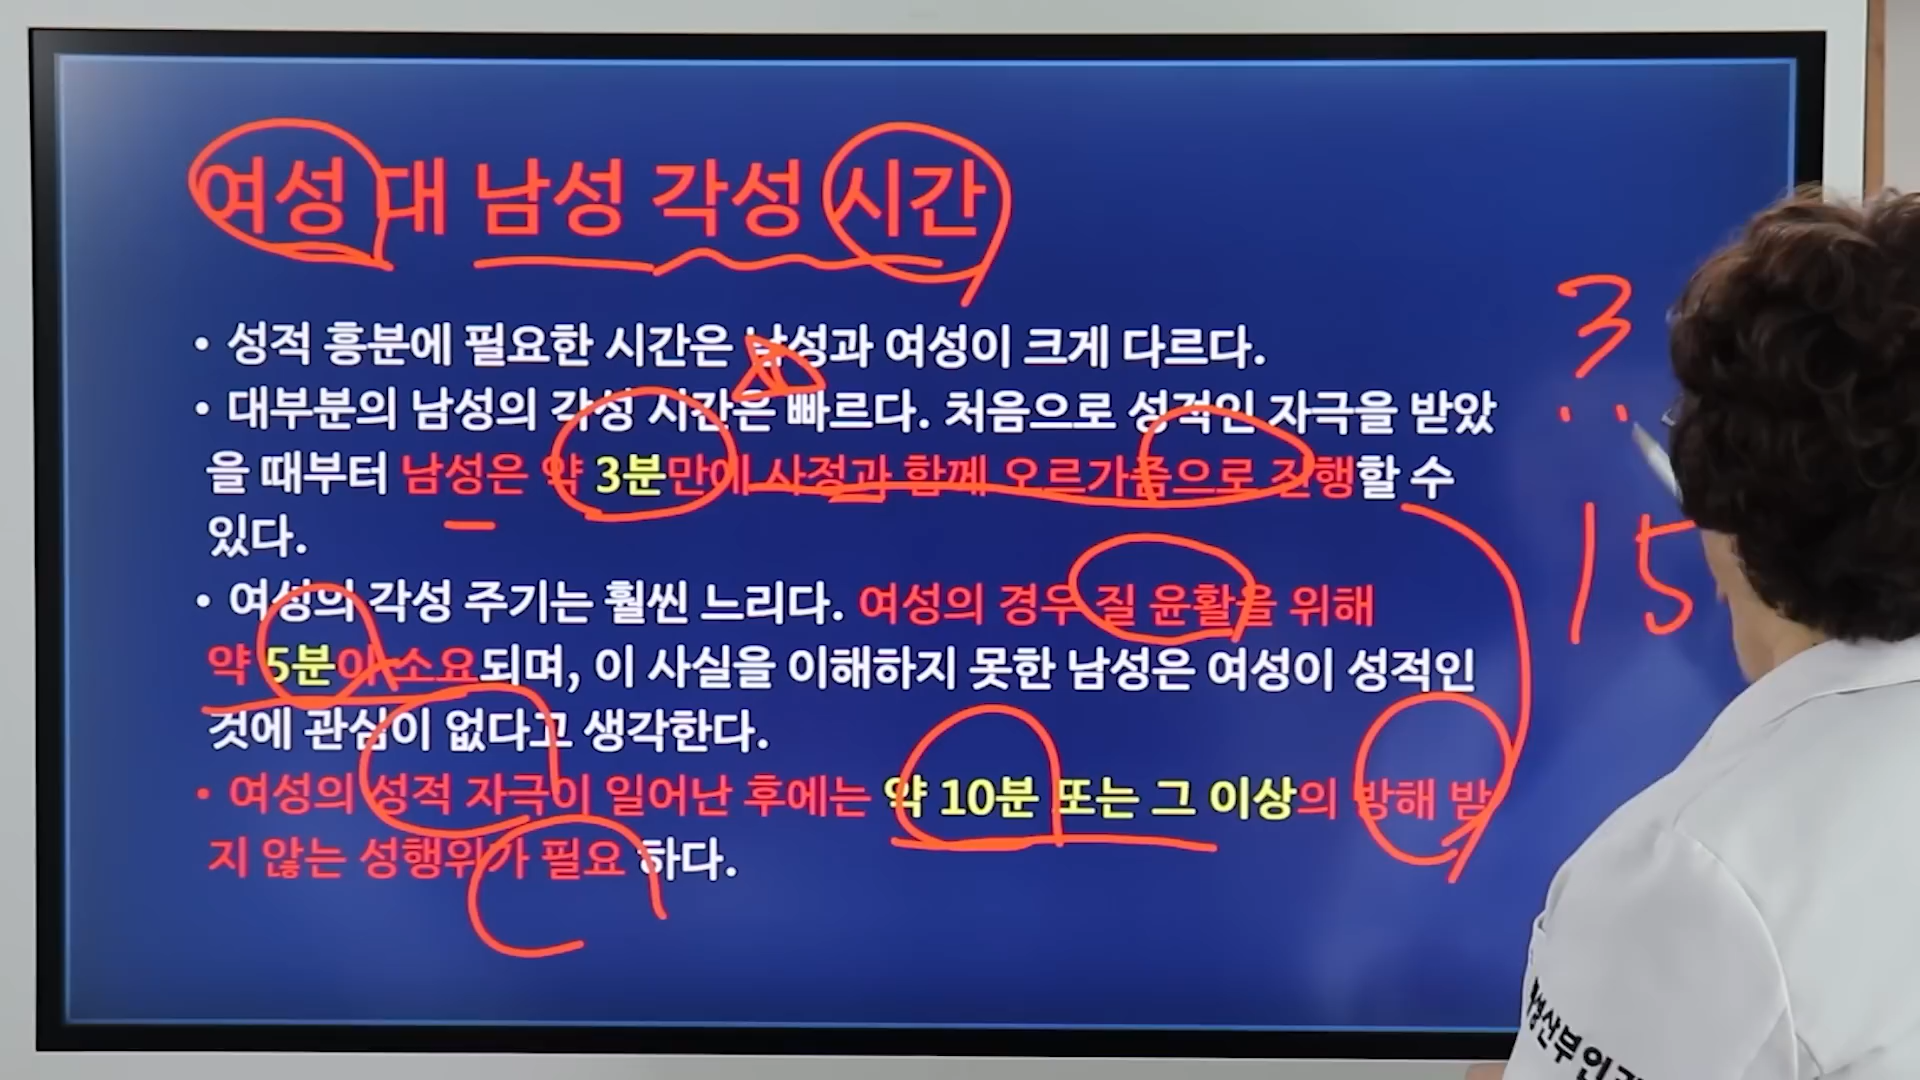 여성 대 남성 각성 시간
• 성적 흥분에 필요한 시간은 남성과 여성이 크게 다르다.
• 대부분의 남성의 각성 시간은 빠르다. 처음으로 성적인 자극을 받았
을 때부터 남성은 약 3분만에 사정과 함께 오르가즘으로 진행할 수
있다.
• 여성의 각성 주기는 훨씬 느리다. 여성의 경우 질 윤활을 위해
약 5분이 소요되며, 이 사실을 이해하지 못한 남성은 여성이 성적인
것에 관심이 없다고 생각한다.
• 여성의 성적 자극이 일어난 후에는 약 10분 또는 그 이상의 방해 받
지 않는 성행위가 필요 하다.
3
15
산부인